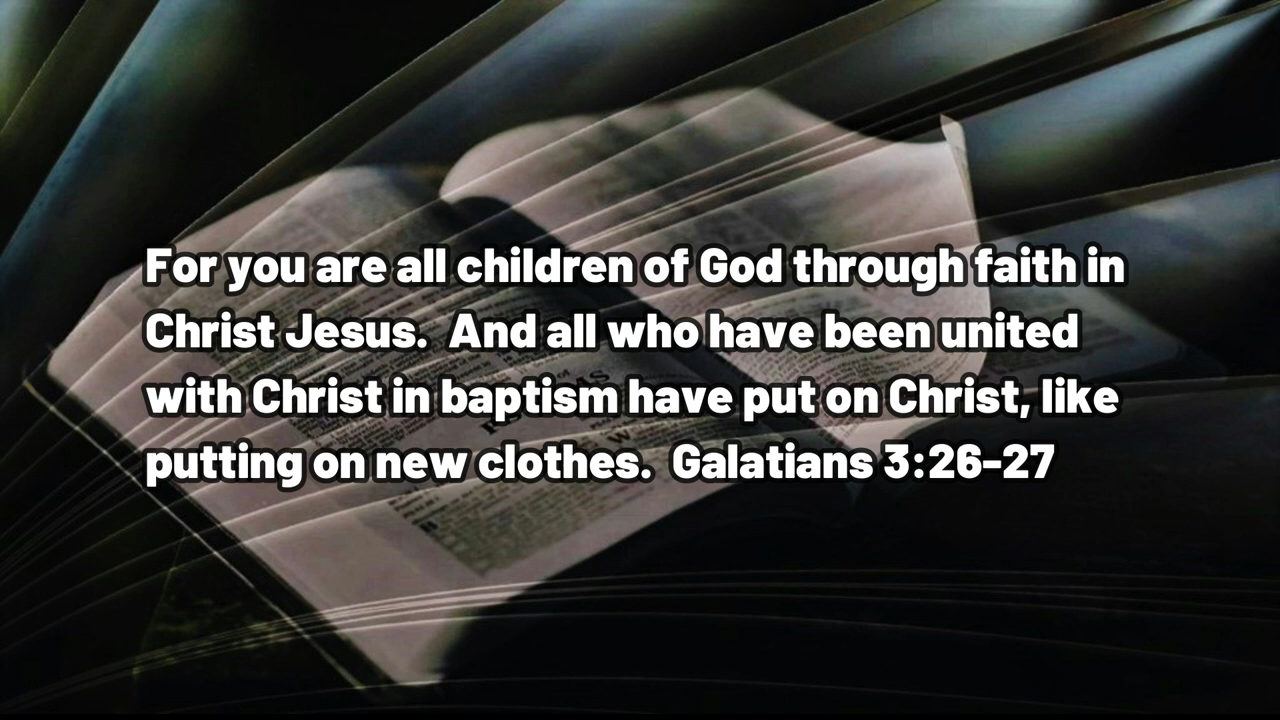 For you are all children of God through faith in
Christ Jesus.  And all who have been united
with Christ in baptism have put on Christ, like
putting on new clothes.  Galatians 3:26-27